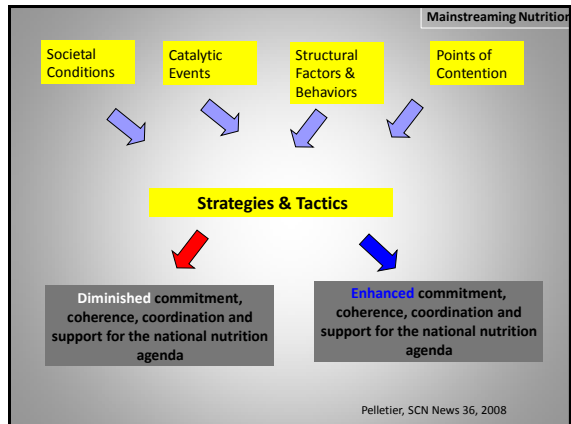 Mainstreaming Nutrition
Societal
Conditions
Catalytic
Events
Structural
Factors &
Behaviors
Points of
Contention
Strategies & Tactics
Diminished commitment,
coherence, coordination and
support for the national nutrition
agenda
Enhanced commitment,
coherence, coordination and
support for the national nutrition
agenda
Pelletier, SCN News 36, 2008